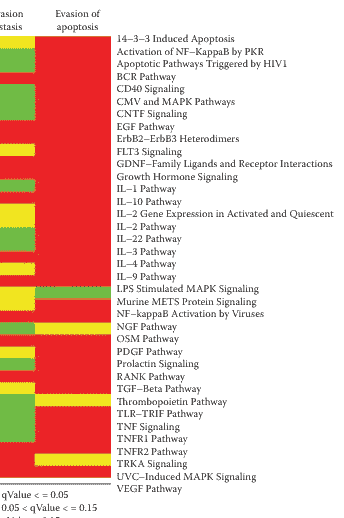 asion
stasis
Evasion of
apoptosis
14–3–3 Induced Apoptosis
Activation of NF–KappaB by PKR
Apoptotic Pathways Triggered by HIV1
BCR Pathway
CD40 Signaling
CMV and MAPK Pathways
CNTF Signaling
EGF Pathway
ErbB2–ErbB3 Heterodimers
FLT3 Signaling
GDNF–Family Ligands and Receptor Interactions
Growth Hormone Signaling
IL–1 Pathway
IL–10 Pathway
IL–2 Gene Expression in Activated and Quiescent
IL–2 Pathway
IL–22 Pathway
IL–3 Pathway
IL–4 Pathway
IL–9 Pathway
LPS Stimulated MAPK Signaling
Murine METS Protein Signaling
NF–kappaB Activation by Viruses
NGF Pathway
OSM Pathway
PDGF Pathway
Prolactin Signaling
RANK Pathway
TGF–Beta Pathway
Thrombopoietin Pathway
TLR–TRIF Pathway
TNF Signaling
TNFR1 Pathway
TNFR2 Pathway
TRKA Signaling
UVC–Induced MAPK Signaling
VEGF Pathway
qValue < = 0.05
0.05 < qValue < = 0.15